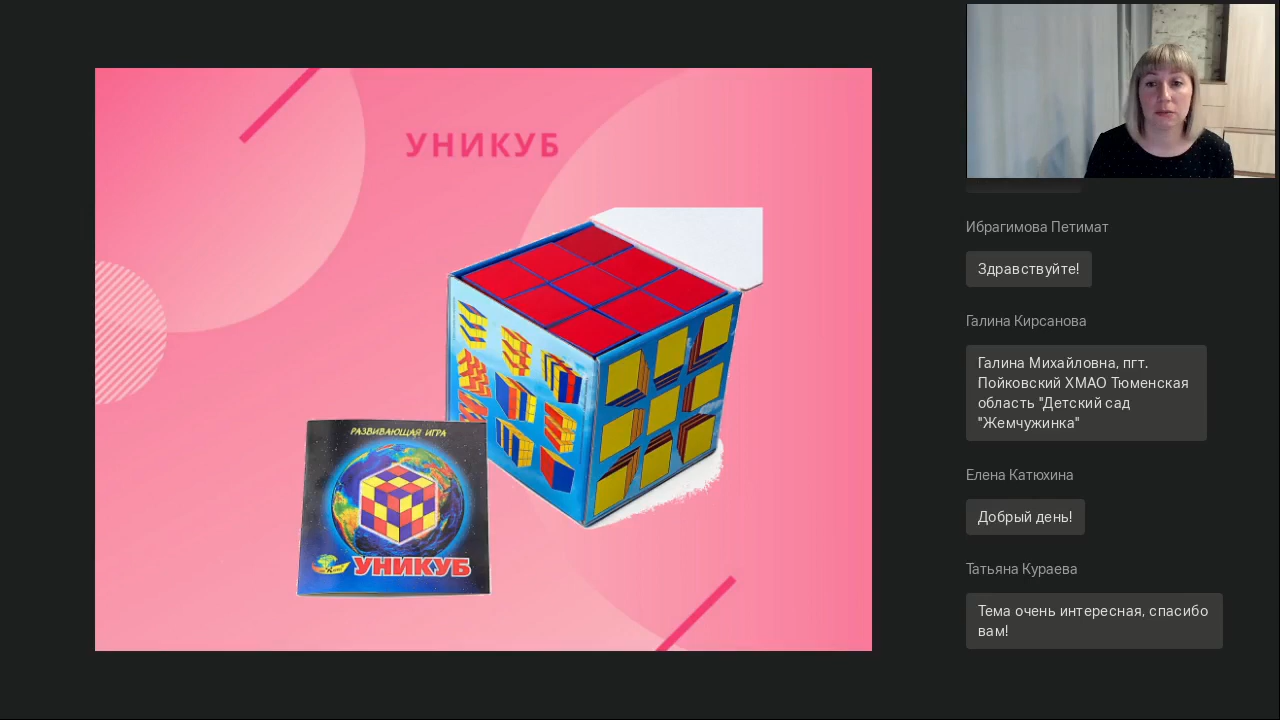 УНИКУБ
РАЗВИВАЮЩАЯ ИГРА
УНИКУБ
Ибрагимова Петимат
Здравствуйте!
Галина Кирсанова
Галина Михайловна, пгт.
Пойковский ХМАО Тюменская
область "Детский сад
"Жемчужинка"
Елена Катюхина
Добрый день!
Татьяна Кураева
Тема очень интересная, спасибо
вам!